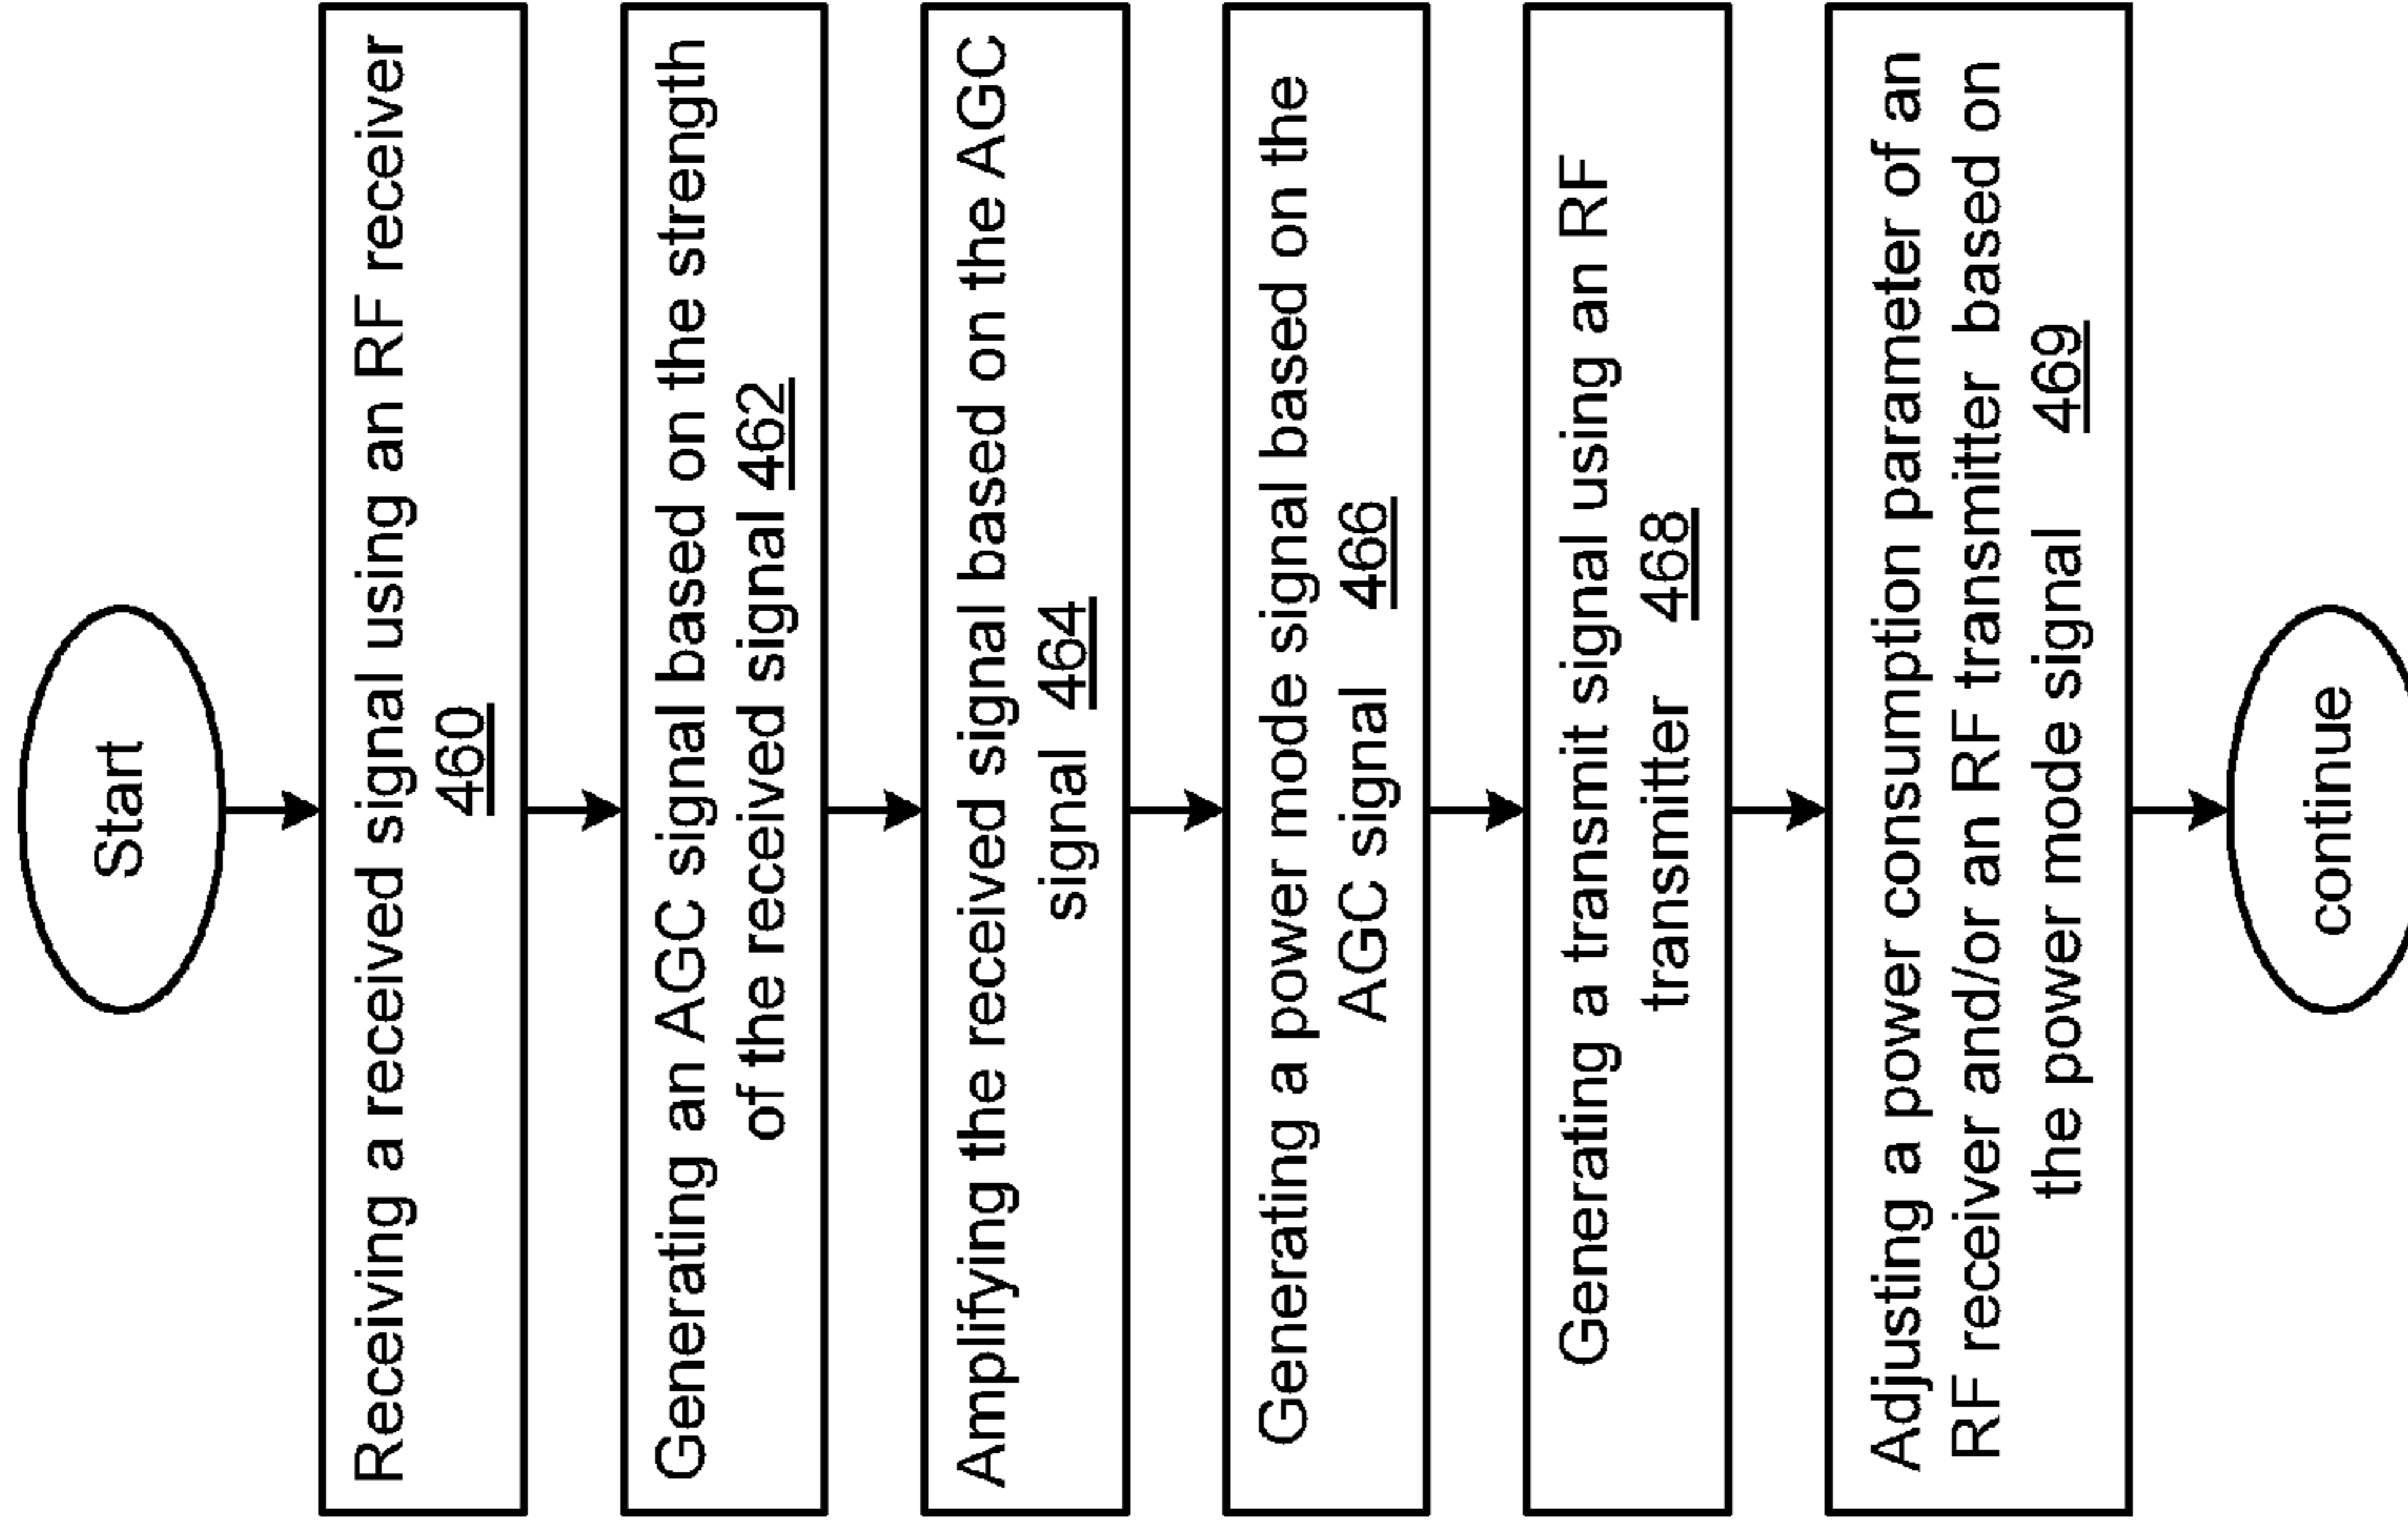 Start
Receiving a received signal using an RF receiver
460
Generating an AGC signal based on the strength
of the received signal 462
Amplifying the received signal based on the AGC
signal 464
Generating a power mode signal based on the
AGC signal 466
Generating a transmit signal using an RF
transmitter 468
Adjusting a power consumption parameter of an
RF receiver and/or an RF transmitter based on
the power mode signal 469
continue